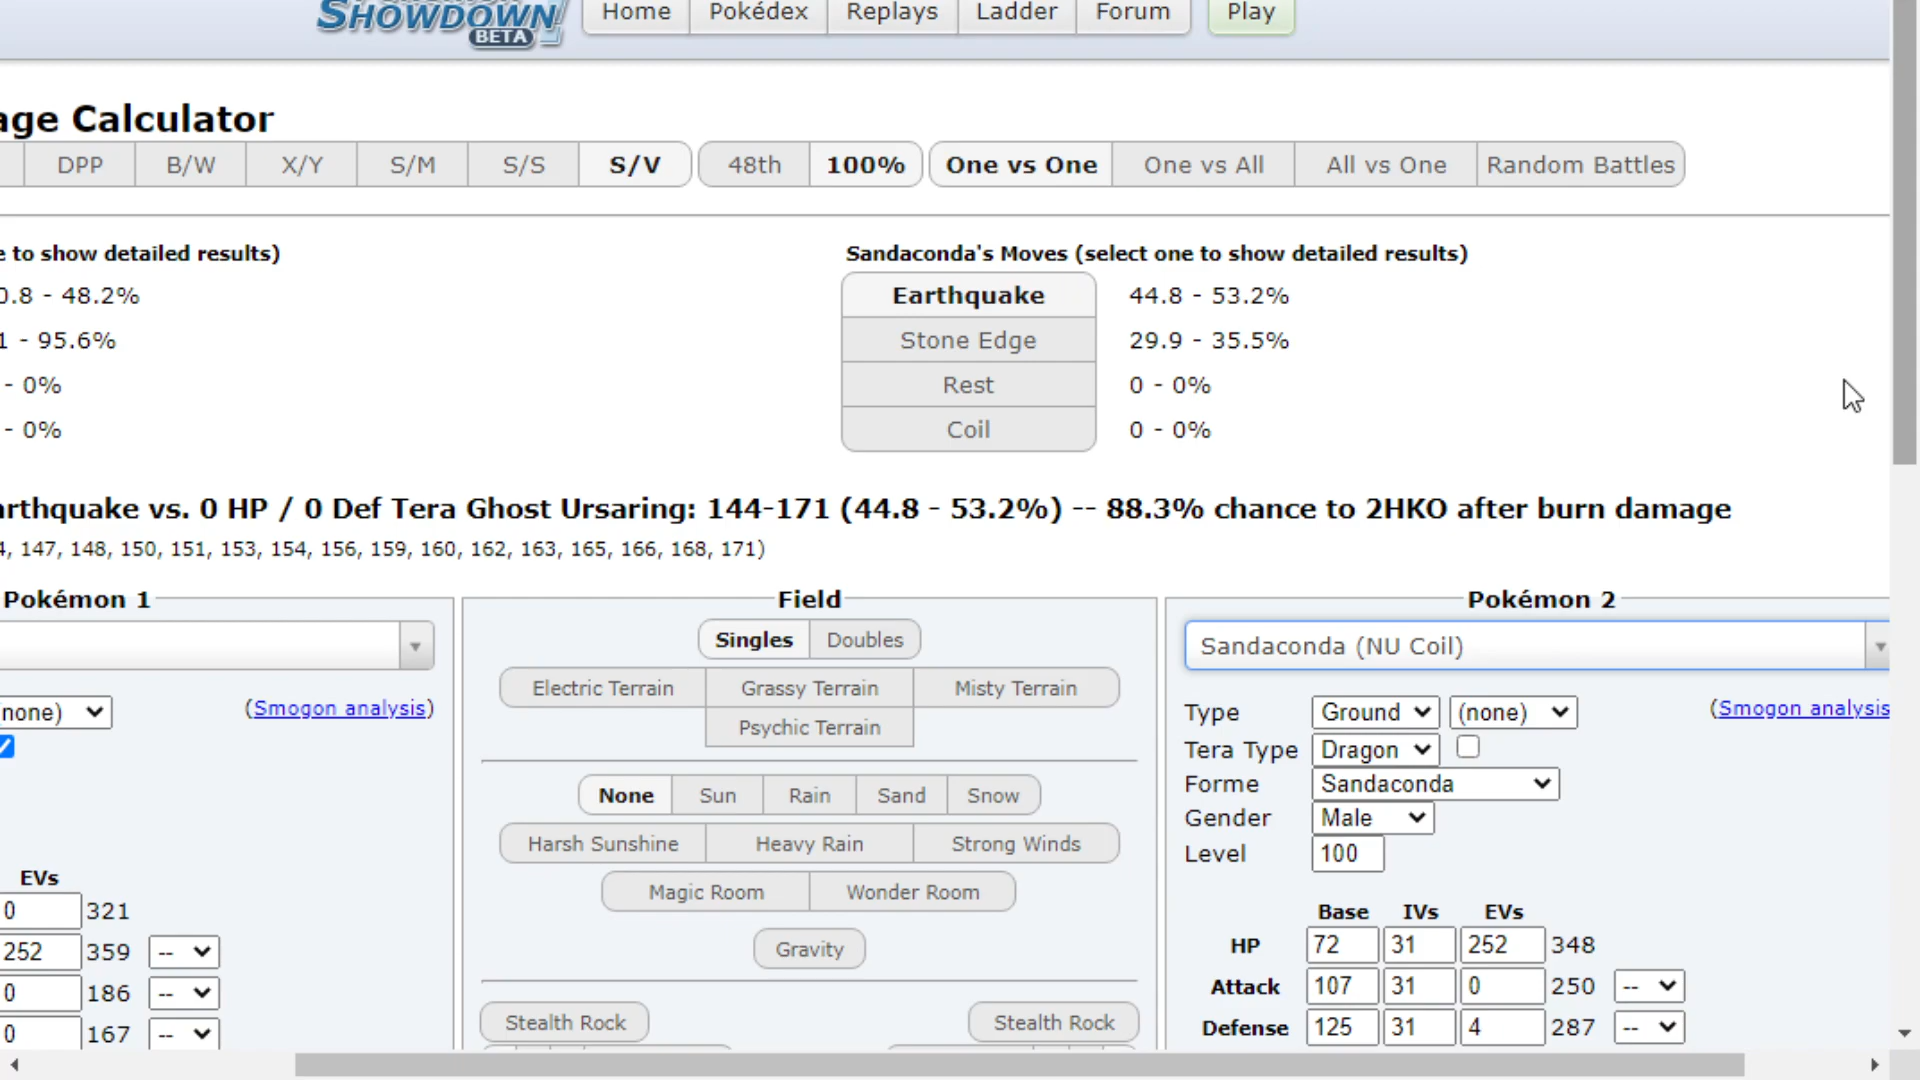 SHOWDOWN
BETA
Home Pokédex Replays Ladder Forum Play
age Calculator
DPP B/W X/Y S/M S/S S/V 48th 100% One vs One One vs All All vs One Random Battles
e to show detailed results) Sandaconda's Moves (select one to show detailed results)
0.8 - 48.2% Earthquake 44.8 - 53.2%
1 - 95.6% Stone Edge 29.9 - 35.5%
- 0% Rest 0 - 0%
- 0% Coil 0 - 0%
arthquake vs. 0 HP / 0 Def Tera Ghost Ursaring: 144-171 (44.8 - 53.2%) -- 88.3% chance to 2HKO after burn damage
4, 147, 148, 150, 151, 153, 154, 156, 159, 160, 162, 163, 165, 166, 168, 171)
Pokémon 1 Field Pokémon 2
Singles Doubles Sandaconda (NU Coil)
Electric Terrain Grassy Terrain Misty Terrain
none) (Smogon analysis) Type Ground (none) (Smogon analysis
Psychic Terrain
Tera Type Dragon
Forme Sandaconda
None Sun Rain Sand Snow
Gender Male
Harsh Sunshine Heavy Rain Strong Winds
Level 100
EVs Magic Room Wonder Room
0 321 Base IVs EVs
252 359 -- Gravity HP 72 31 252 348
0 186 -- Attack 107 31 0 250 --
Stealth Rock Stealth Rock
0 167 -- Defense 125 31 4 287 --